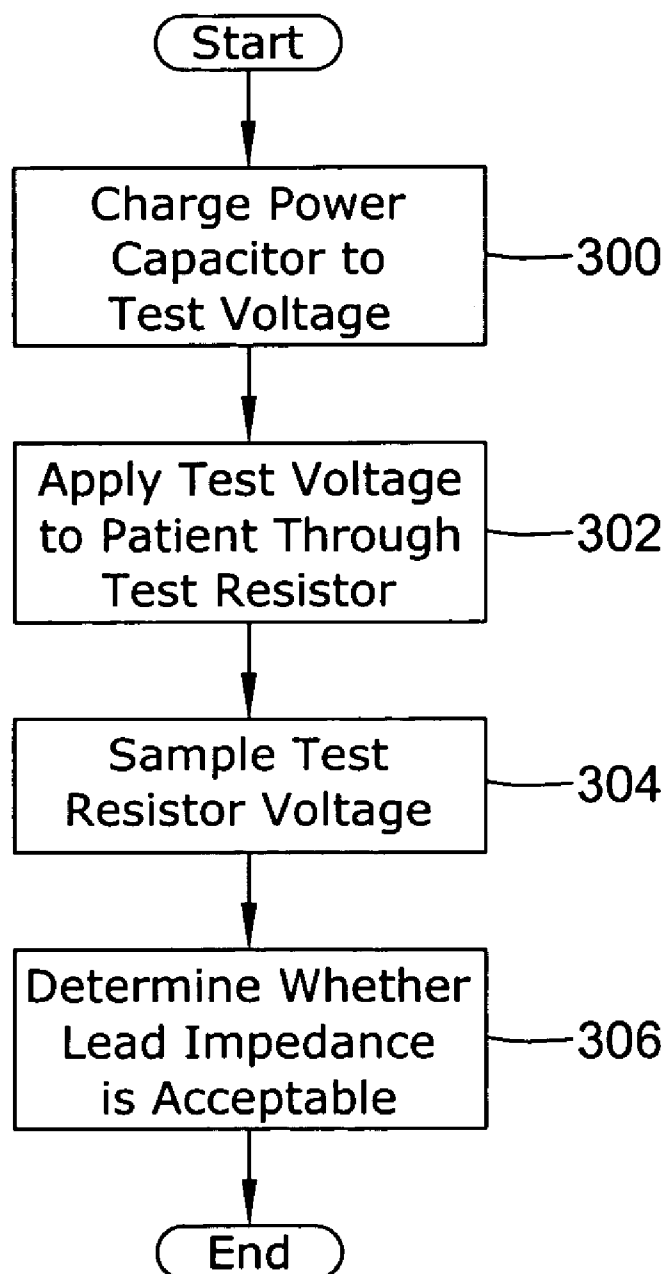 Start
Charge Power
Capacitor to
Test Voltage
300
Apply Test Voltage
to Patient Through
Test Resistor
302
Sample Test
Resistor Voltage
304
Determine Whether
Lead Impedance
is Acceptable
306
End